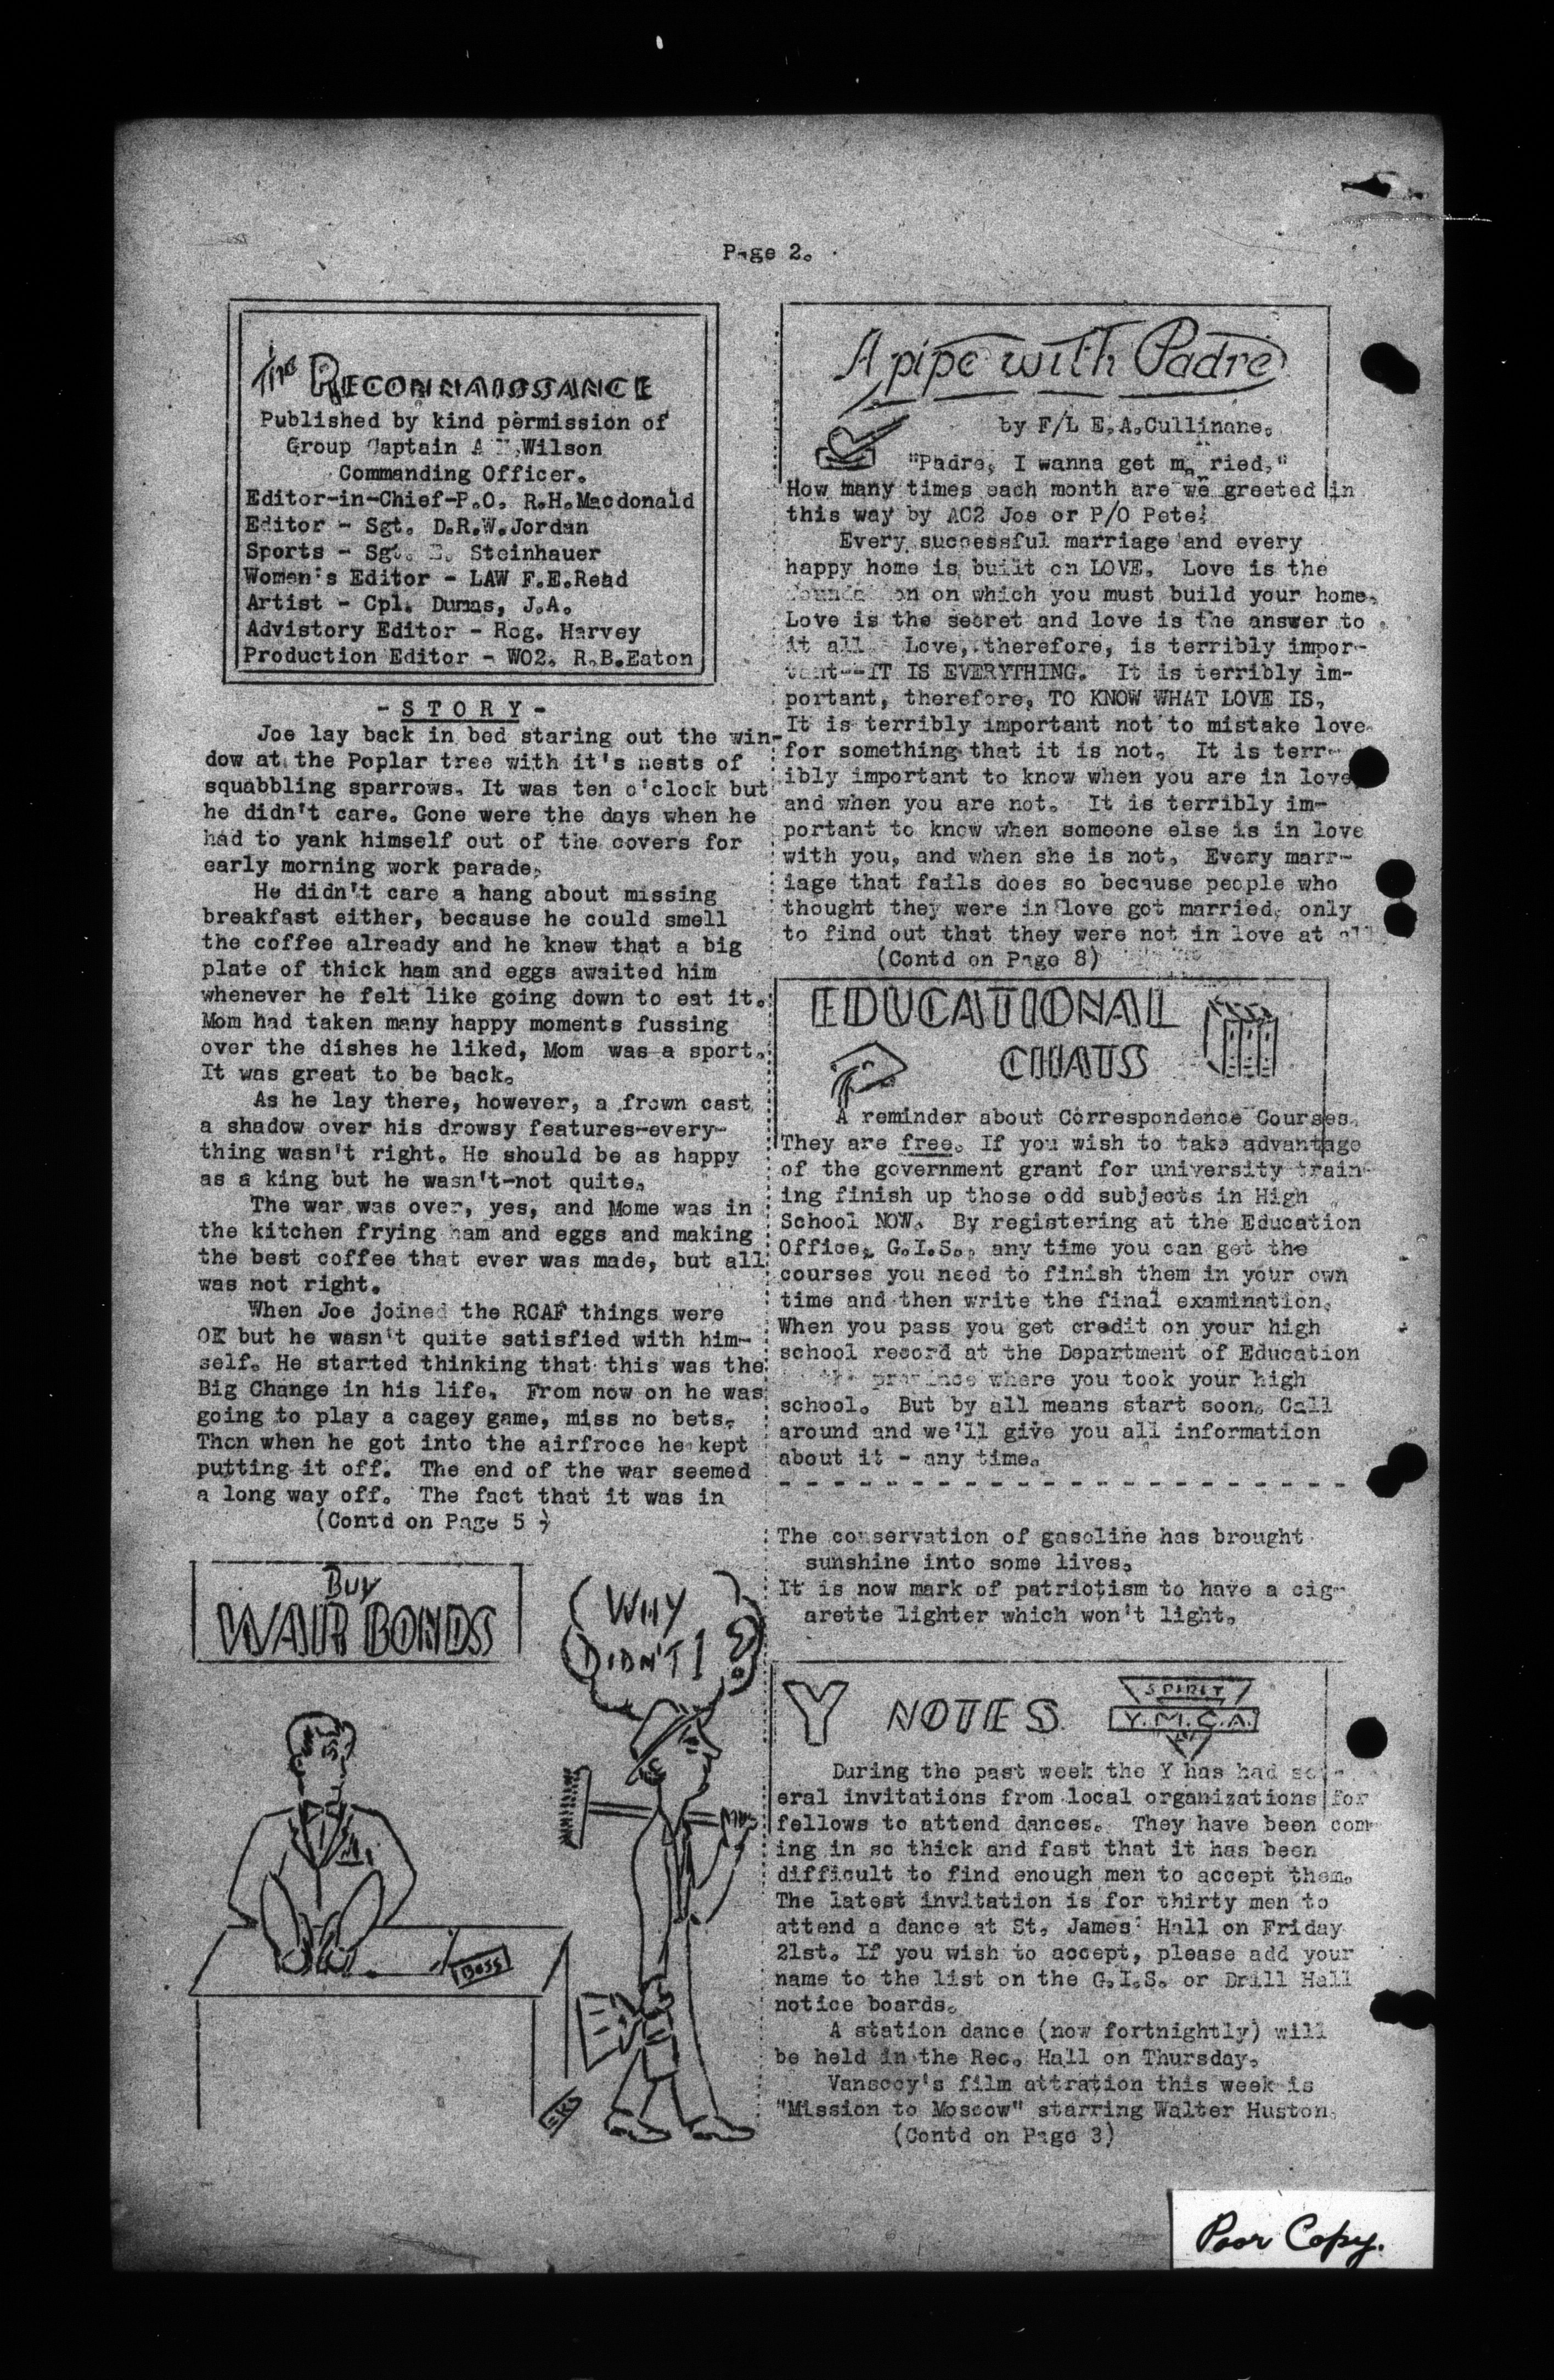 Page 2.
The RECONNAISSANCE
Published by kind permission of
Group Captain A Wilson
Commanding Officer.
Editor-in-Chief-P.O. R.H.Macdonald
Editor - Sgt. D.R.W.Jordan
Sports - Sgt. Steinhauer
Women's Editor - LAW F.E.Read
Artist - Cpl. Dumas, J.A.
Advistory Editor - Rog. Harvey
Production Editor - WO2. R.B.Eaton
- S T O R Y -
Joe lay back in bed staring out the win-
dow at the Poplar tree with it's nests of
squabbling sparrows. It was ten o'clock but
he didn't care. Gone were the days when he
had to yank himself out of the covers for
early morning work parade.
He didn't care a hang about missing
breakfast either, because he could smell
the coffee already and he knew that a big
plate of thick ham and eggs awaited him
whenever he felt like going down to eat it.
Mom had taken many happy moments fussing
over the dishes he liked, Mom was a sport.
It was great to be back.
As he lay there, however, a frown cast
a shadow over his drowsy features-every-
thing wasn't right. He should be as happy
as a king but he wasn't-not quite.
The war was over, yes, and Mome was in
the kitchen frying ham and eggs and making
the best coffee that ever was made, but all
was not right.
When Joe joined the RCAF things were
OK but he wasn't quite satisfied with him-
self. He started thinking that this was the
Big Change in his life. From now on he was
going to play a cagey game, miss no bets.
Then when he got into the airfroce he kept
putting it off. The end of the war seemed
a long way off. The fact that it was in
(Contd on Page 5 )
BUY
WAR BONDS
WHY
DIDN'T I
?
BOSS
A pipe with Padre
by F/L E.A.Cullinane.
"Padre, I wanna get married,"
How many times each month are we greeted in
this way by AC2 Joe or P/O Pete!
Every successful marriage and every
happy home is built on LOVE. Love is the
foundation on which you must build your home.
Love is the secret and love is the answer to
it all Love, therefore, is terribly impor-
tant--IT IS EVERYTHING. It is terribly im-
portant, therefore, TO KNOW WHAT LOVE IS.
It is terribly important not to mistake love
for something that it is not. It is terr-
ibly important to know when you are in love
and when you are not. It is terribly im-
portant to know when someone else is in love
with you, and when she is not. Every marr-
iage that fails does so because people who
thought they were in love got married, only
to find out that they were not in love at all
(Contd on Page 8)
EDUCATIONAL
CHATS
A reminder about Correspondence Courses.
They are free. If you wish to take advantage
of the government grant for university train-
ing finish up those odd subjects in High
School NOW. By registering at the Education
Office, G.I.S., any time you can get the
courses you need to finish them in your own
time and then write the final examination.
When you pass you get credit on your high
school record at the Department of Education
province where you took your high
school. But by all means start soon. Call
around and we'll give you all information
about it - any time.
- - - - - - - - - - - - - - - - - - - - - -
The conservation of gasoline has brought
sunshine into some lives.
It is now mark of patriotism to have a cig-
arette lighter which won't light.
Y NOTES
SPIRIT
Y.M.C.A.
During the past week the Y has had sev-
eral invitations from local organizations for
fellows to attend dances. They have been com-
ing in so thick and fast that it has been
difficult to find enough men to accept them.
The latest invitation is for thirty men to
attend a dance at St. James' Hall on Friday
21st. If you wish to accept, please add your
name to the list on the G.I.S. or Drill Hall
notice boards.
A station dance (now fortnightly) will
be held in the Rec. Hall on Thursday.
Vanscoy's film attration this week is
"Mission to Moscow" starring Walter Huston.
(Contd on Page 3)
Poor Copy.